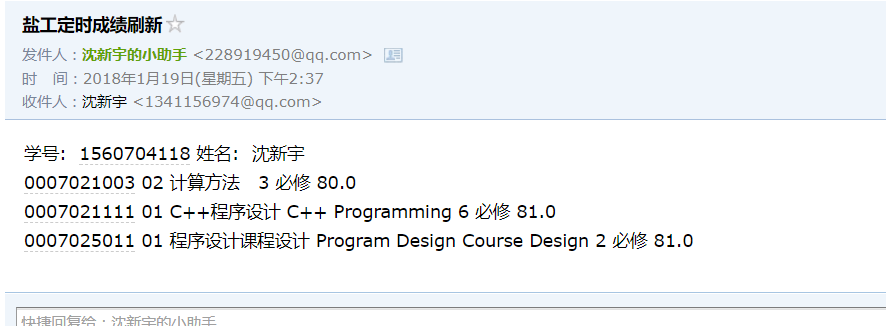 盐工定时成绩刷新☆
发件人：沈新宇的小助手 <228919450@qq.com>
时　间：2018年1月19日(星期五) 下午2:37
收件人：沈新宇 <1341156974@qq.com>
学号: 1560704118 姓名: 沈新宇
0007021003 02 计算方法 3 必修 80.0
0007021111 01 C++程序设计 C++ Programming 6 必修 81.0
0007025011 01 程序设计课程设计 Program Design Course Design 2 必修 81.0
快捷回复给：沈新宇的小助手